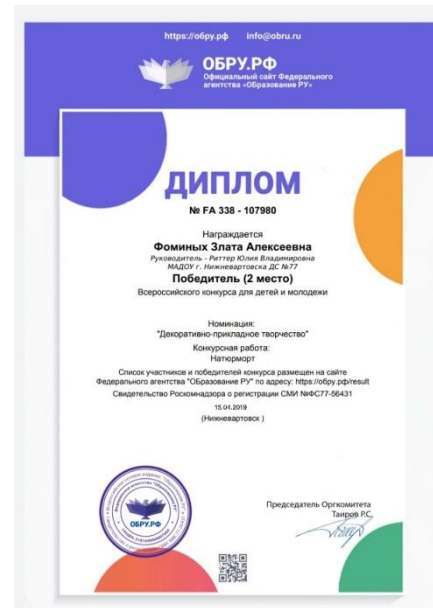 https://обру.рф info@obru.ru
ОБРУ.РФ
Официальный сайт Федерального
агентства «Образование РУ»
ДИПЛОМ
№ FA 338 - 107980
Награждается
Фоминых Злата Алексеевна
Руководитель - Риттер Юлия Владимировна
МАДОУ г. Нижневартовска ДС №77
Победитель (2 место)
Всероссийского конкурса для детей и молодежи
Номинация:
"Декоративно-прикладное творчество"
Конкурсная работа:
Натюрморт
Список участников и победителей конкурса размещен на сайте
Федерального агентства "Образование РУ" по адресу: https://обру.рф/result
Свидетельство Роскомнадзора о регистрации СМИ №ФС77-56431
15.04.2019
(Нижневартовск )
Председатель Оргкомитета
Таиров Р.С.
ОБРУ.РФ